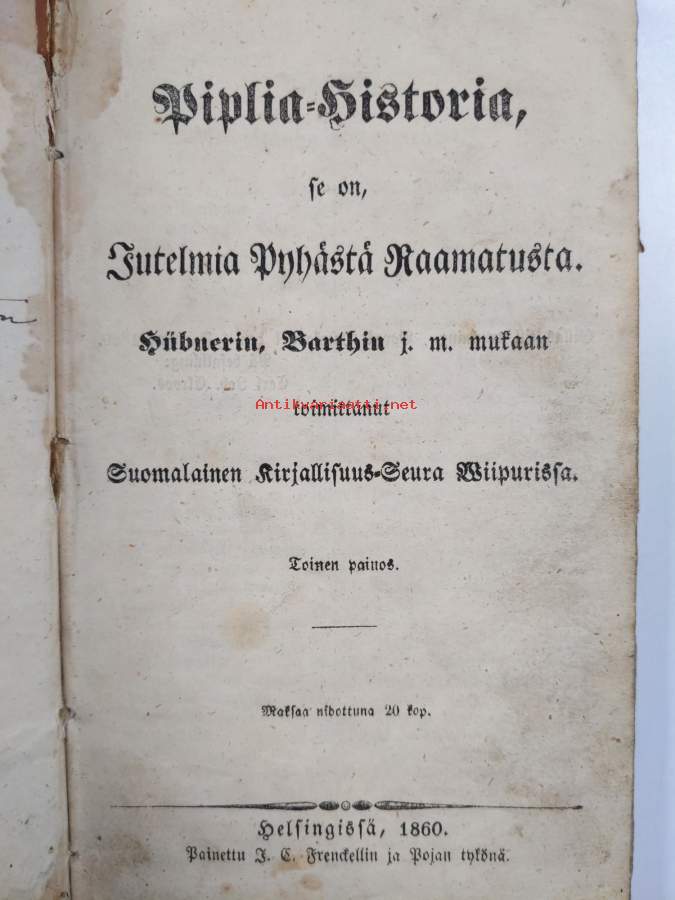 Piplia-Historia,
se on,
Jutelmia Pyhästä Raamatusta.
Hübnerin, Barthin j. m. mukaan
Antikvariaatti.net
toimittanut
Suomalainen Kirjallisuus-Seura Wiipurissa.
Toinen painos.
Maksaa nidottuna 20 kop.
Helsingissä, 1860.
Painettu J. C. Frenckellin ja Pojan tykönä.